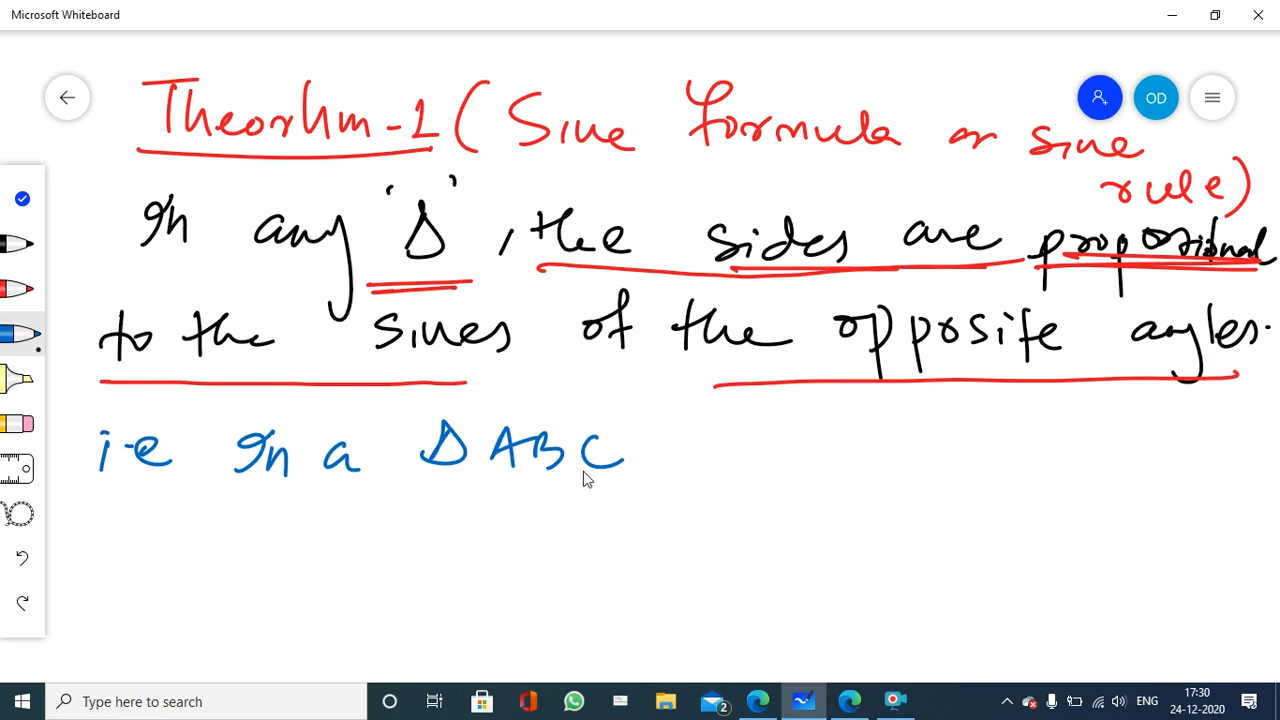 Microsoft Whiteboard
Theorem-1 ( Sine formula or sine
rule)
OD
In any 'Δ', the sides are proportional
to the sines of the opposite angles.
i.e In a Δ ABC
Type here to search
2
ENG
17:30
24-12-2020